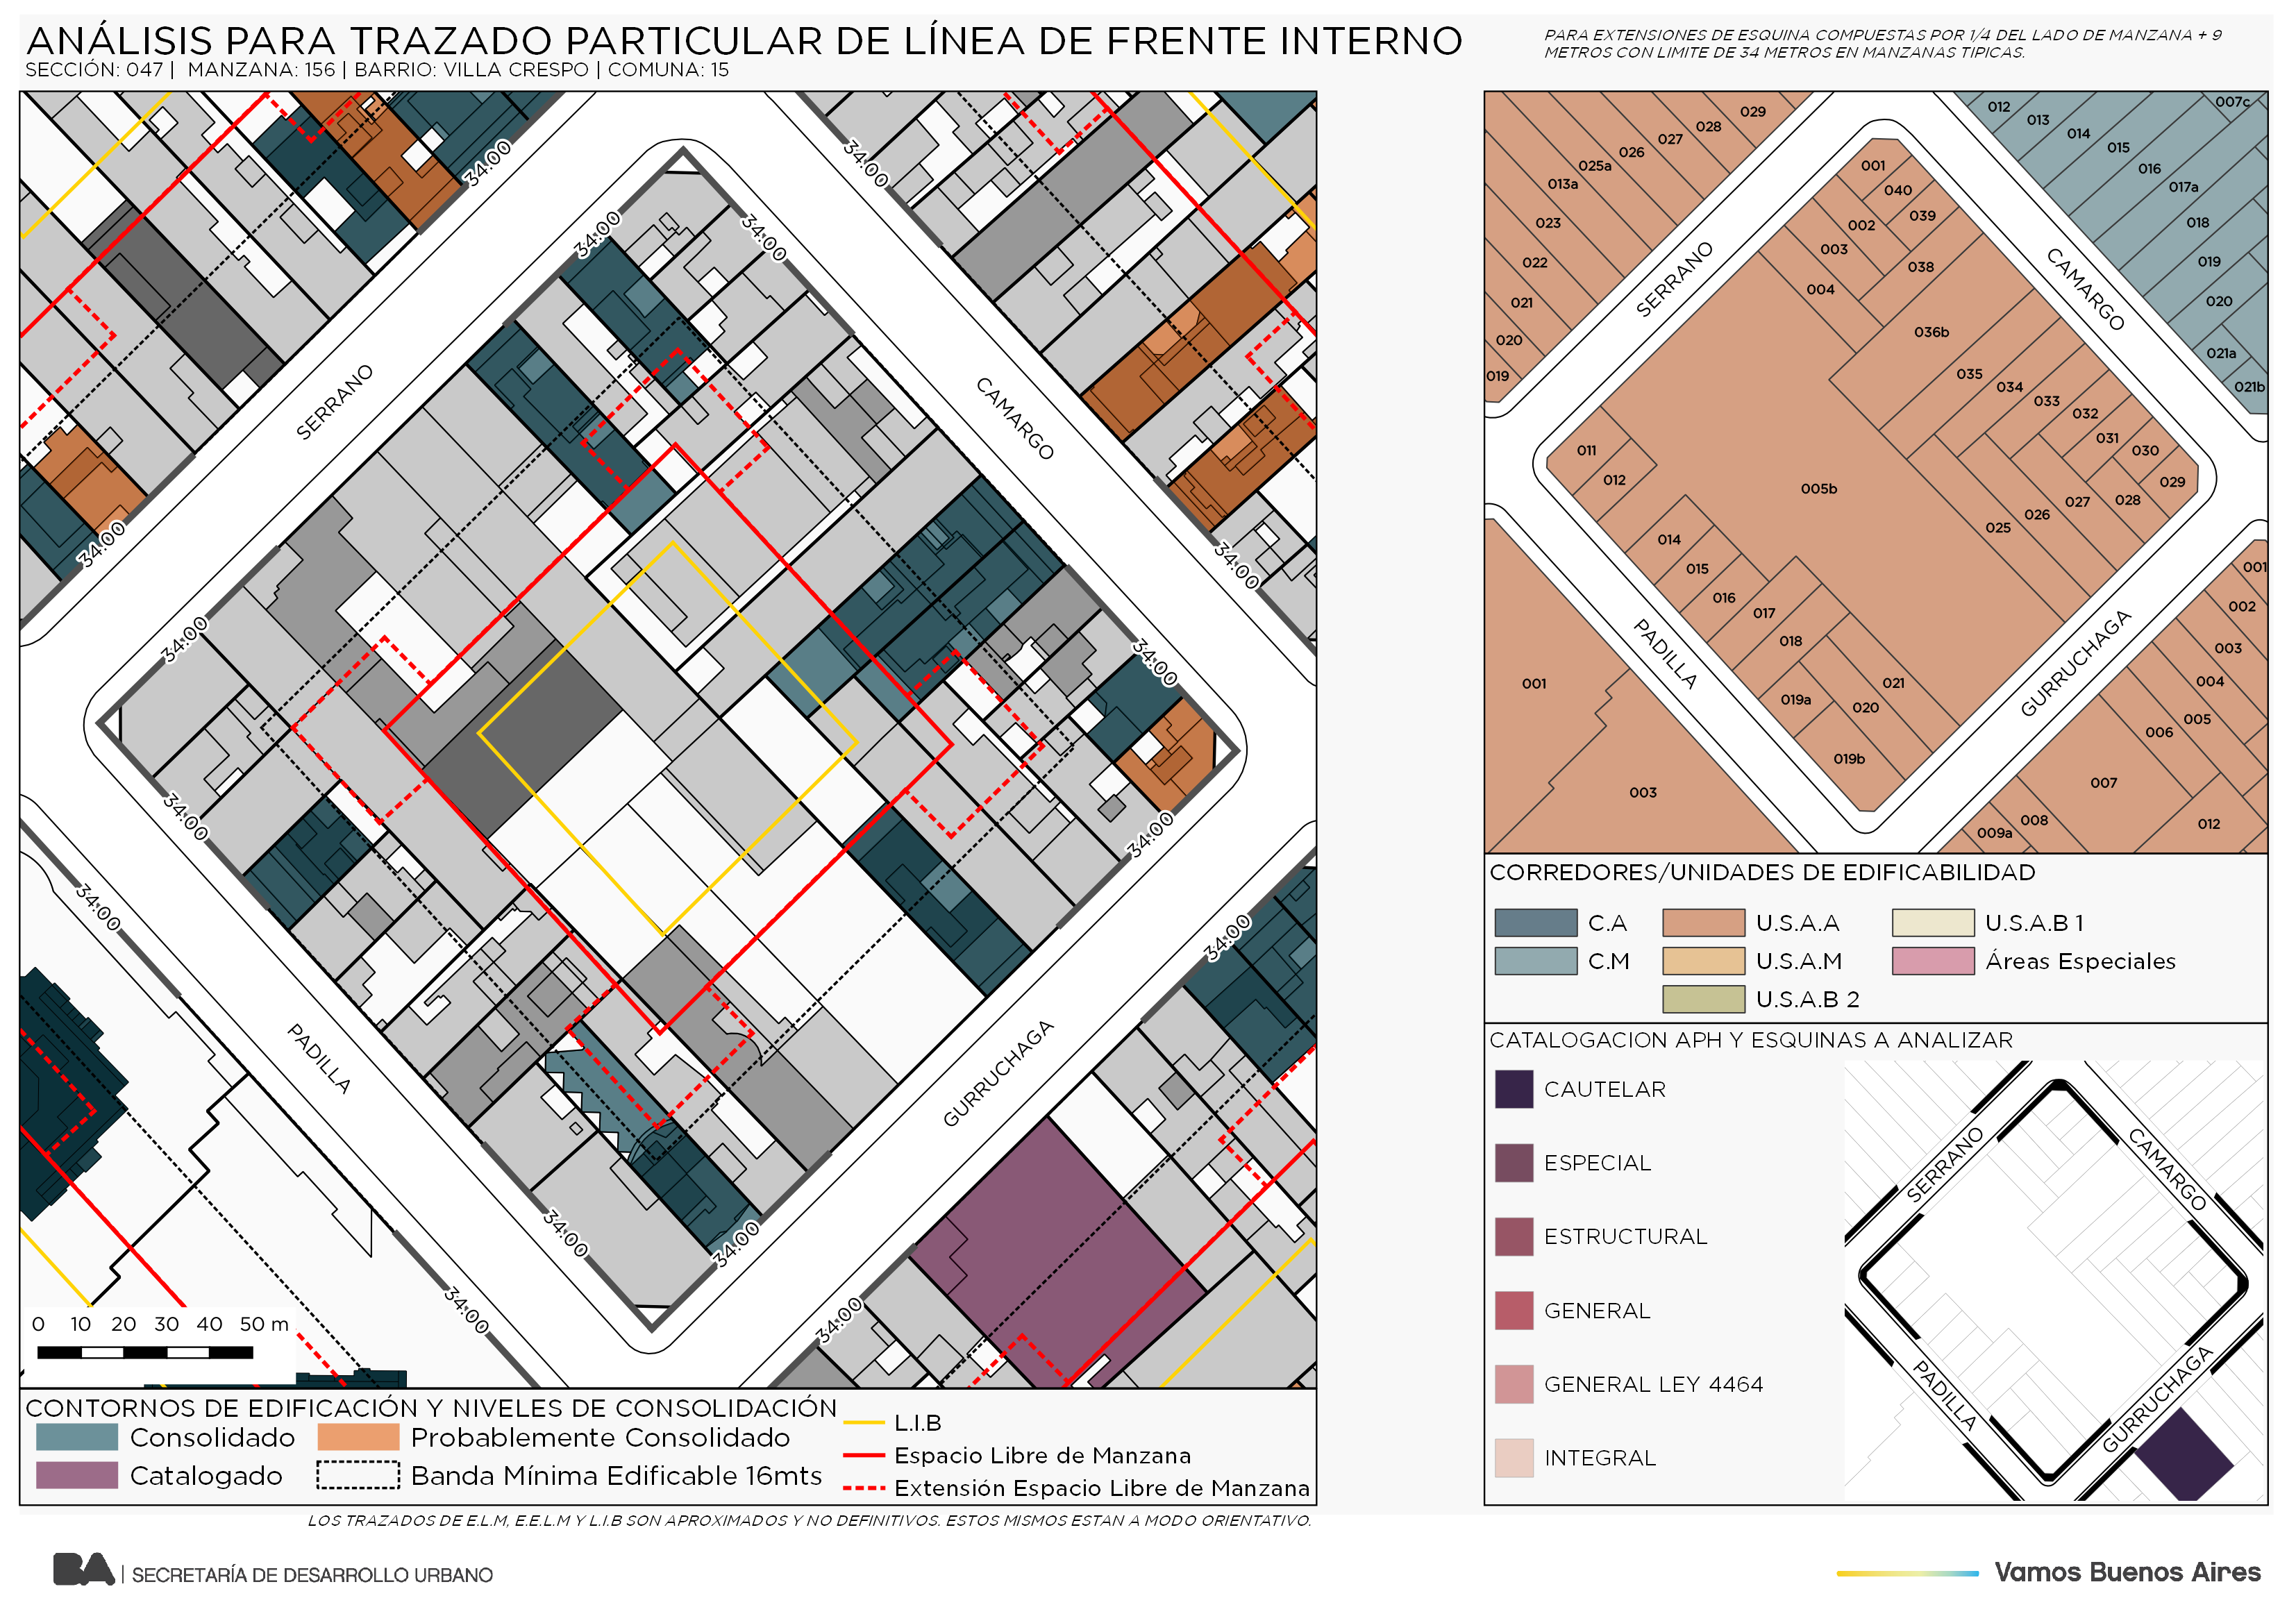 ANÁLISIS PARA TRAZADO PARTICULAR DE LÍNEA DE FRENTE INTERNO
SECCIÓN: 047 | MANZANA: 156 | BARRIO: VILLA CRESPO | COMUNA: 15
PARA EXTENSIONES DE ESQUINA COMPUESTAS POR 1/4 DEL LADO DE MANZANA + 9
METROS CON LIMITE DE 34 METROS EN MANZANAS TIPICAS.
34:00
34:00
34:00
34:00
SERRANO
CAMARGO
34:00
34:00
34:00
34:00
34:00
34:00
34:00
34:00
PADILLA
GURRUCHAGA
34:00
34:00
34:00
34:00
0 10 20 30 40 50 m
CONTORNOS DE EDIFICACIÓN Y NIVELES DE CONSOLIDACIÓN
Consolidado
Probablemente Consolidado
Catalogado
Banda Mínima Edificable 16mts
L.I.B
Espacio Libre de Manzana
Extensión Espacio Libre de Manzana
LOS TRAZADOS DE E.L.M, E.E.L.M Y L.I.B SON APROXIMADOS Y NO DEFINITIVOS. ESTOS MISMOS ESTAN A MODO ORIENTATIVO.
029
028
027
026
025a
013a
023
022
021
020
019
012
013
014
015
016
017a
018
019
020
021a
021b
007c
SERRANO
CAMARGO
001
040
039
002
003
038
004
036b
035
034
033
032
031
030
029
028
027
026
025
005b
011
012
014
015
016
017
018
019a
020
021
019b
PADILLA
GURRUCHAGA
001
003
001
002
003
004
005
006
007
008
009a
012
CORREDORES/UNIDADES DE EDIFICABILIDAD
C.A
U.S.A.A
U.S.A.B 1
C.M
U.S.A.M
Áreas Especiales
U.S.A.B 2
CATALOGACION APH Y ESQUINAS A ANALIZAR
CAUTELAR
ESPECIAL
ESTRUCTURAL
GENERAL
GENERAL LEY 4464
INTEGRAL
SERRANO
CAMARGO
PADILLA
GURRUCHAGA
BA | SECRETARÍA DE DESARROLLO URBANO
Vamos Buenos Aires